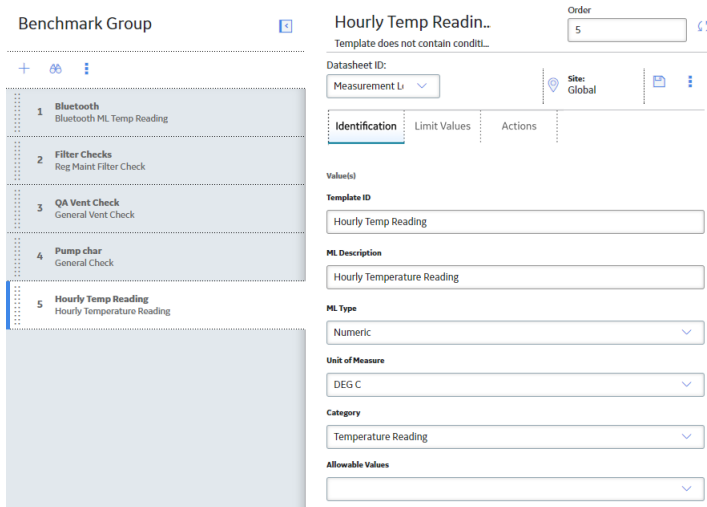 Benchmark Group
1
Bluetooth
Bluetooth ML Temp Reading
2
Filter Checks
Reg Maint Filter Check
3
QA Vent Check
General Vent Check
4
Pump char
General Check
5
Hourly Temp Reading
Hourly Temperature Reading
Hourly Temp Readin..
Template does not contain conditi...
Order
5
Datasheet ID:
Measurement Lo
Site:
Global
Identification
Limit Values
Actions
Value(s)
Template ID
Hourly Temp Reading
ML Description
Hourly Temperature Reading
ML Type
Numeric
Unit of Measure
DEG C
Category
Temperature Reading
Allowable Values